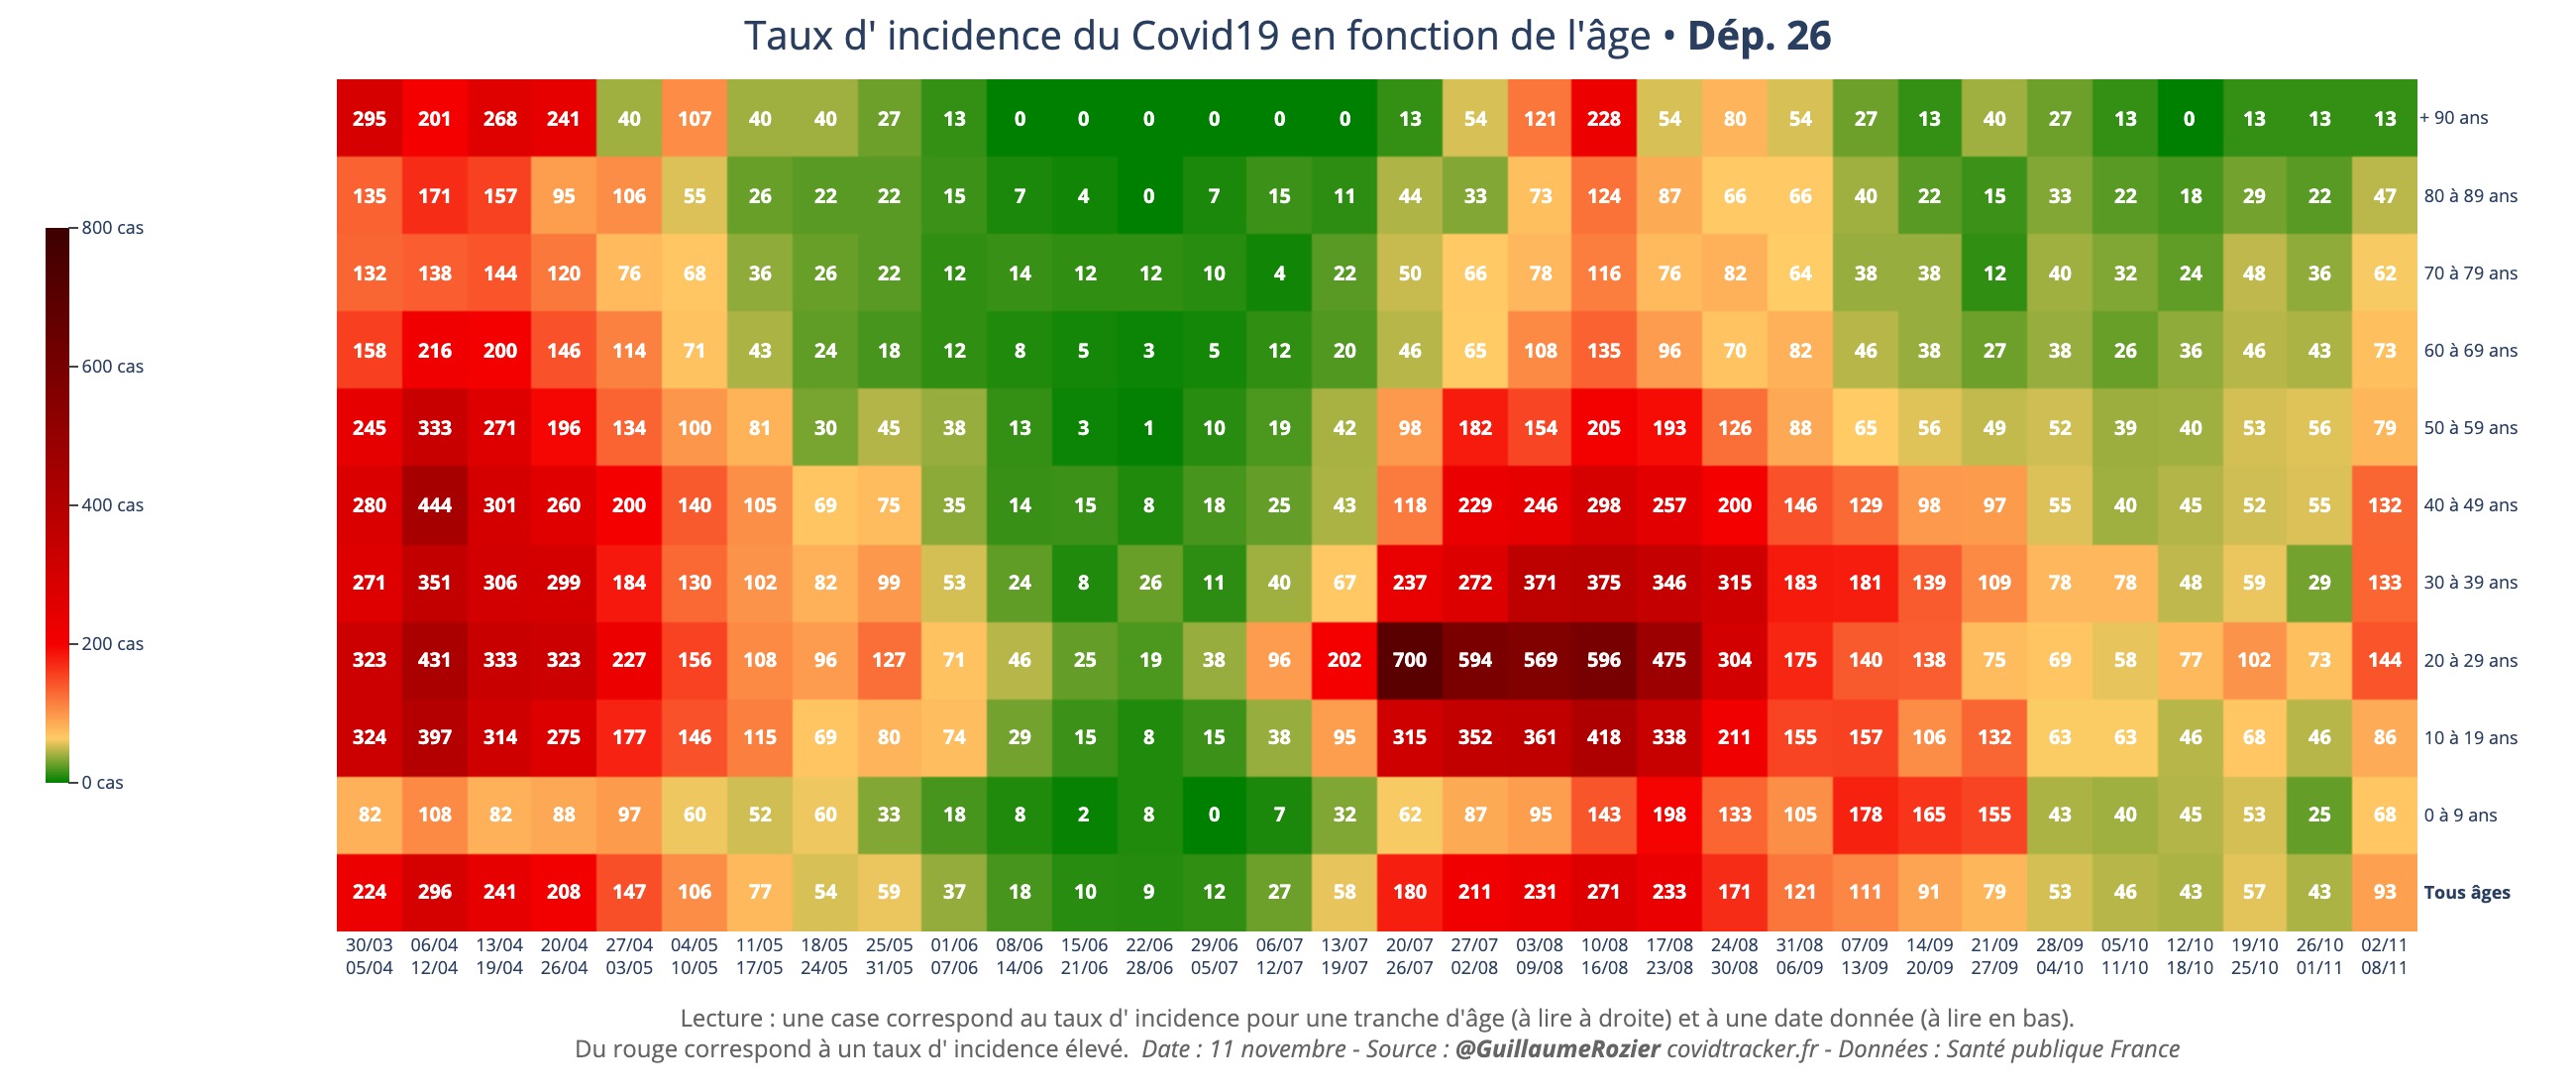 Taux d' incidence du Covid19 en fonction de l'âge • Dép. 26
800 cas
600 cas
400 cas
200 cas
0 cas
295 201 268 241 40 107 40 40 27 13 0 0 0 0 0 0 13 54 121 228 54 80 54 27 13 40 27 13 0 13 13 13 + 90 ans
135 171 157 95 106 55 26 22 22 15 7 4 0 7 15 11 44 33 73 124 87 66 66 40 22 15 33 22 18 29 22 47 80 à 89 ans
132 138 144 120 76 68 36 26 22 12 14 12 12 10 4 22 50 66 78 116 76 82 64 38 38 12 40 32 24 48 36 62 70 à 79 ans
158 216 200 146 114 71 43 24 18 12 8 5 3 5 12 20 46 65 108 135 96 70 82 46 38 27 38 26 36 46 43 73 60 à 69 ans
245 333 271 196 134 100 81 30 45 38 13 3 1 10 19 42 98 182 154 205 193 126 88 65 56 49 52 39 40 53 56 79 50 à 59 ans
280 444 301 260 200 140 105 69 75 35 14 15 8 18 25 43 118 229 246 298 257 200 146 129 98 97 55 40 45 52 55 132 40 à 49 ans
271 351 306 299 184 130 102 82 99 53 24 8 26 11 40 67 237 272 371 375 346 315 183 181 139 109 78 78 48 59 29 133 30 à 39 ans
323 431 333 323 227 156 108 96 127 71 46 25 19 38 96 202 700 594 569 596 475 304 175 140 138 75 69 58 77 102 73 144 20 à 29 ans
324 397 314 275 177 146 115 69 80 74 29 15 8 15 38 95 315 352 361 418 338 211 155 157 106 132 63 63 46 68 46 86 10 à 19 ans
82 108 82 88 97 60 52 60 33 18 8 2 8 0 7 32 62 87 95 143 198 133 105 178 165 155 43 40 45 53 25 68 0 à 9 ans
224 296 241 208 147 106 77 54 59 37 18 10 9 12 27 58 180 211 231 271 233 171 121 111 91 79 53 46 43 57 43 93 Tous âges
30/03 06/04 13/04 20/04 27/04 04/05 11/05 18/05 25/05 01/06 08/06 15/06 22/06 29/06 06/07 13/07 20/07 27/07 03/08 10/08 17/08 24/08 31/08 07/09 14/09 21/09 28/09 05/10 12/10 19/10 26/10 02/11
05/04 12/04 19/04 26/04 03/05 10/05 17/05 24/05 31/05 07/06 14/06 21/06 28/06 05/07 12/07 19/07 26/07 02/08 09/08 16/08 23/08 30/08 06/09 13/09 20/09 27/09 04/10 11/10 18/10 25/10 01/11 08/11
Lecture : une case correspond au taux d' incidence pour une tranche d'âge (à lire à droite) et à une date donnée (à lire en bas).
Du rouge correspond à un taux d' incidence élevé. Date : 11 novembre - Source : @GuillaumeRozier covidtracker.fr - Données : Santé publique France